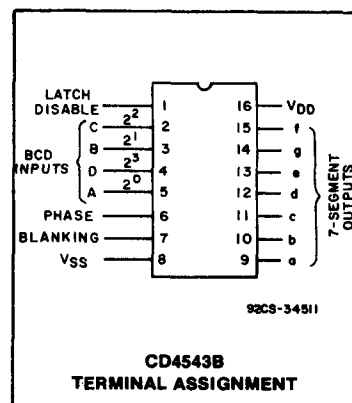 LATCH
DISABLE 1 16 VDD
C 2² 2 15 f
B 2¹ 3 14 g
BCD
INPUTS
D 2³ 4 13 e
A 2⁰ 5 12 d
PHASE 6 11 c
BLANKING 7 10 b
VSS 8 9 a
7-SEGMENT
OUTPUTS
92CS-34511
CD4543B
TERMINAL ASSIGNMENT